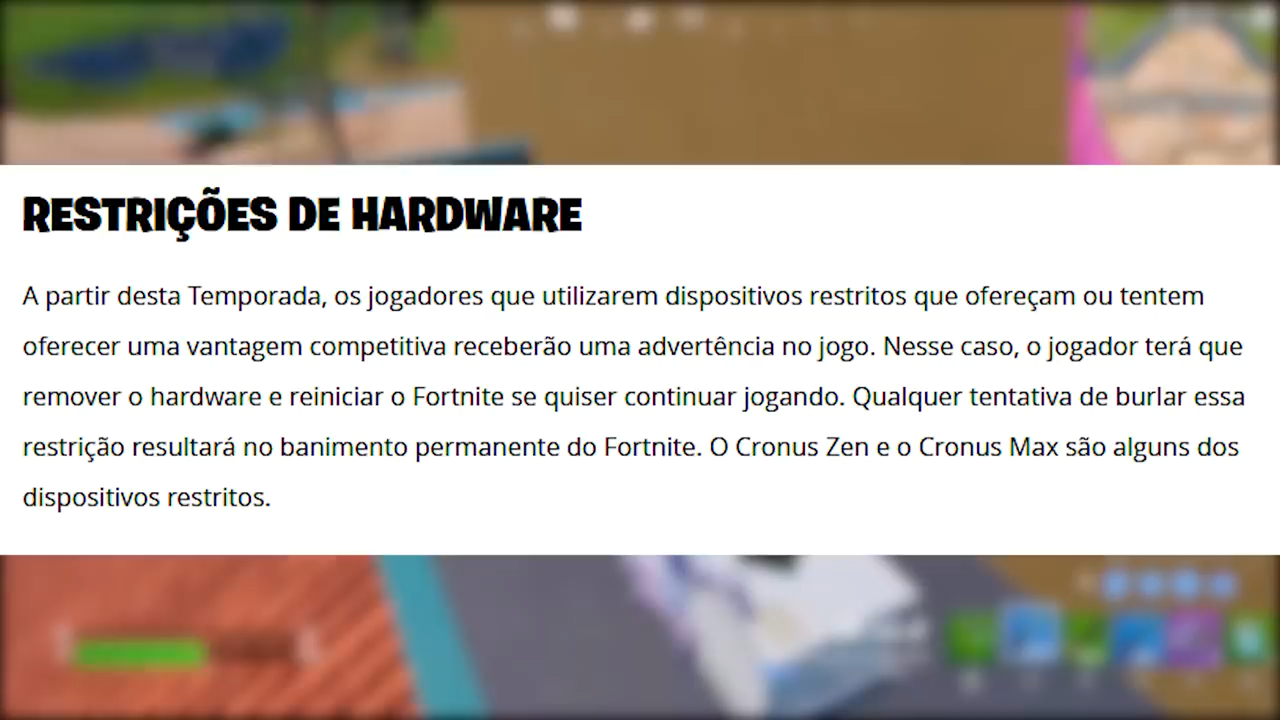 RESTRIÇÕES DE HARDWARE
A partir desta Temporada, os jogadores que utilizarem dispositivos restritos que ofereçam ou tentem
oferecer uma vantagem competitiva receberão uma advertência no jogo. Nesse caso, o jogador terá que
remover o hardware e reiniciar o Fortnite se quiser continuar jogando. Qualquer tentativa de burlar essa
restrição resultará no banimento permanente do Fortnite. O Cronus Zen e o Cronus Max são alguns dos
dispositivos restritos.